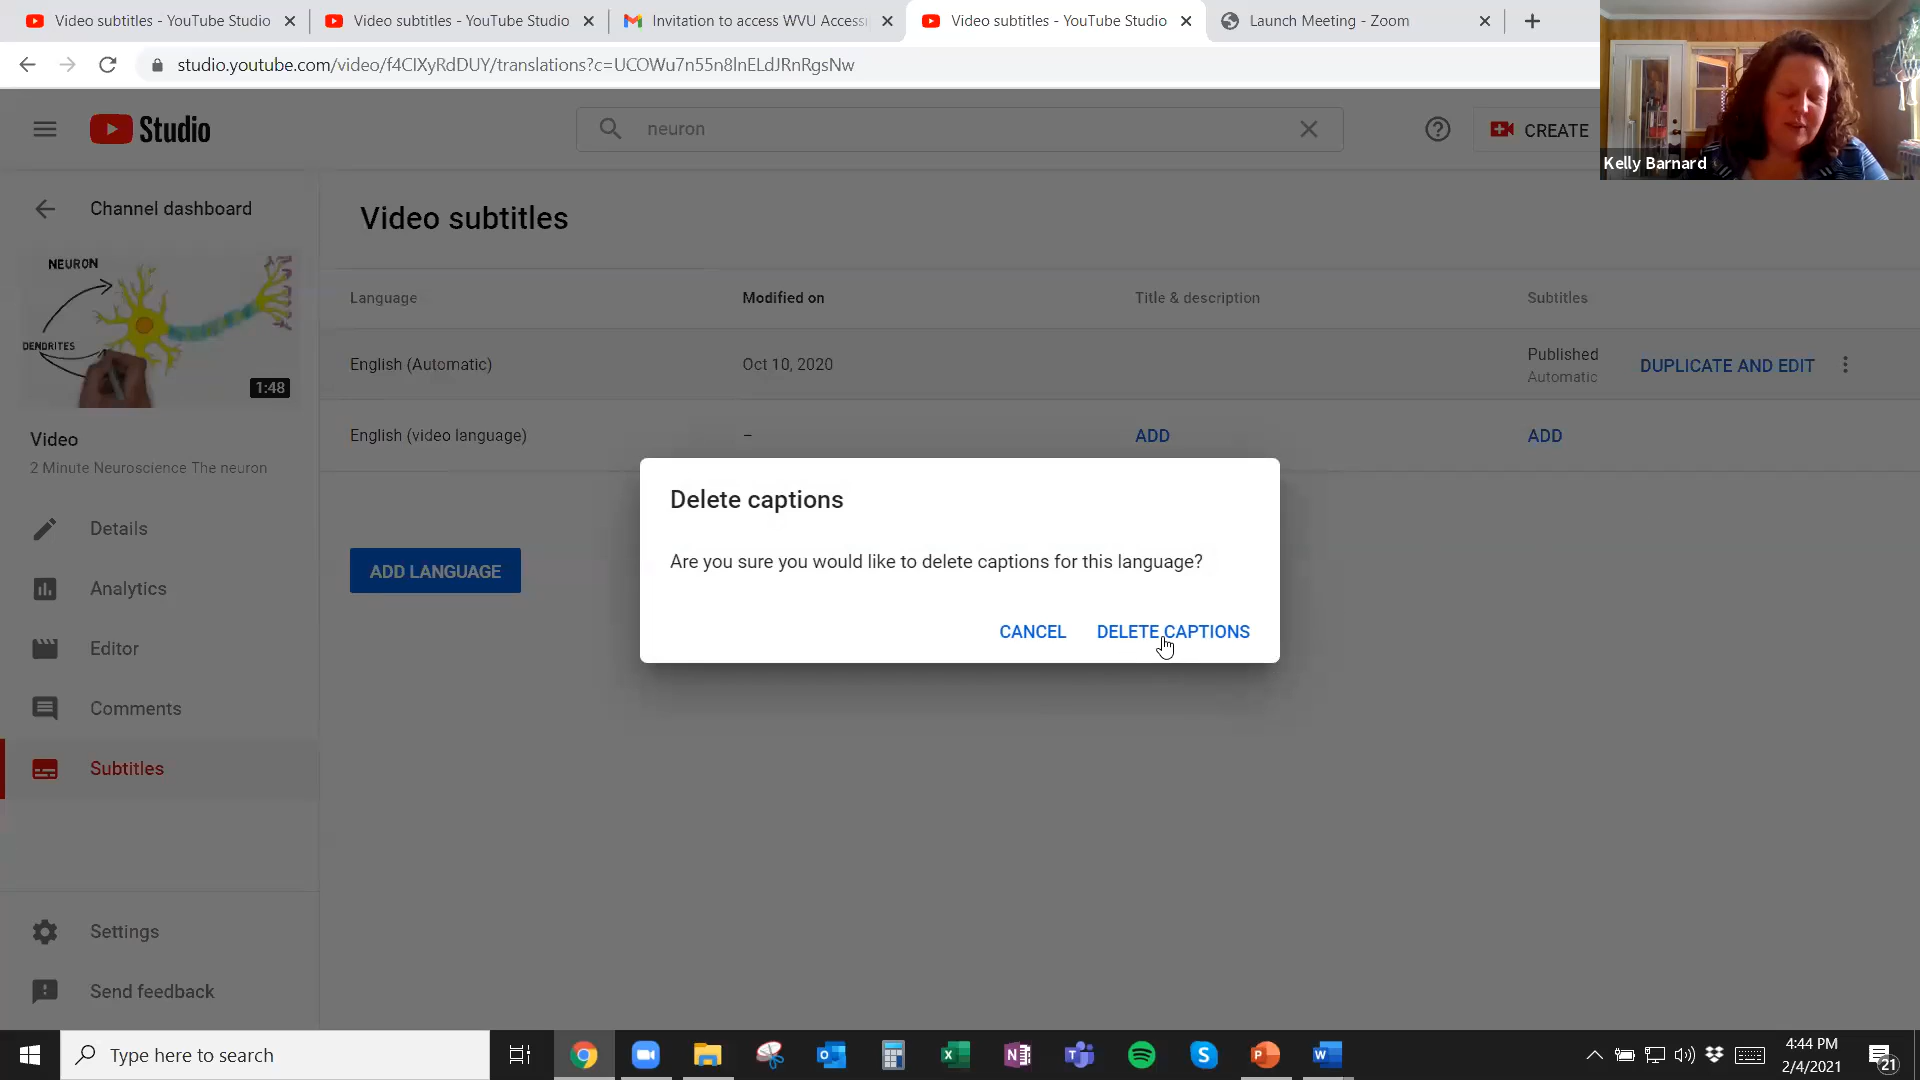 Video subtitles - YouTube Studio
Video subtitles - YouTube Studio
Invitation to access WVU Access
Video subtitles - YouTube Studio
Launch Meeting - Zoom
studio.youtube.com/video/f4ClXyRdDUY/translations?c=UCOWu7n55n8lnELdJRnRgsNw
Studio
neuron
CREATE
Kelly Barnard
Channel dashboard
NEURON
DENDRITES
1:48
Video
2 Minute Neuroscience The neuron
Details
Analytics
Editor
Comments
Subtitles
Settings
Send feedback
Video subtitles
Language Modified on Title & description Subtitles
English (Automatic) Oct 10, 2020 Published DUPLICATE AND EDIT
Automatic
English (video language) – ADD ADD
ADD LANGUAGE
Delete captions
Are you sure you would like to delete captions for this language?
CANCEL DELETE CAPTIONS
Type here to search
4:44 PM
2/4/2021
21